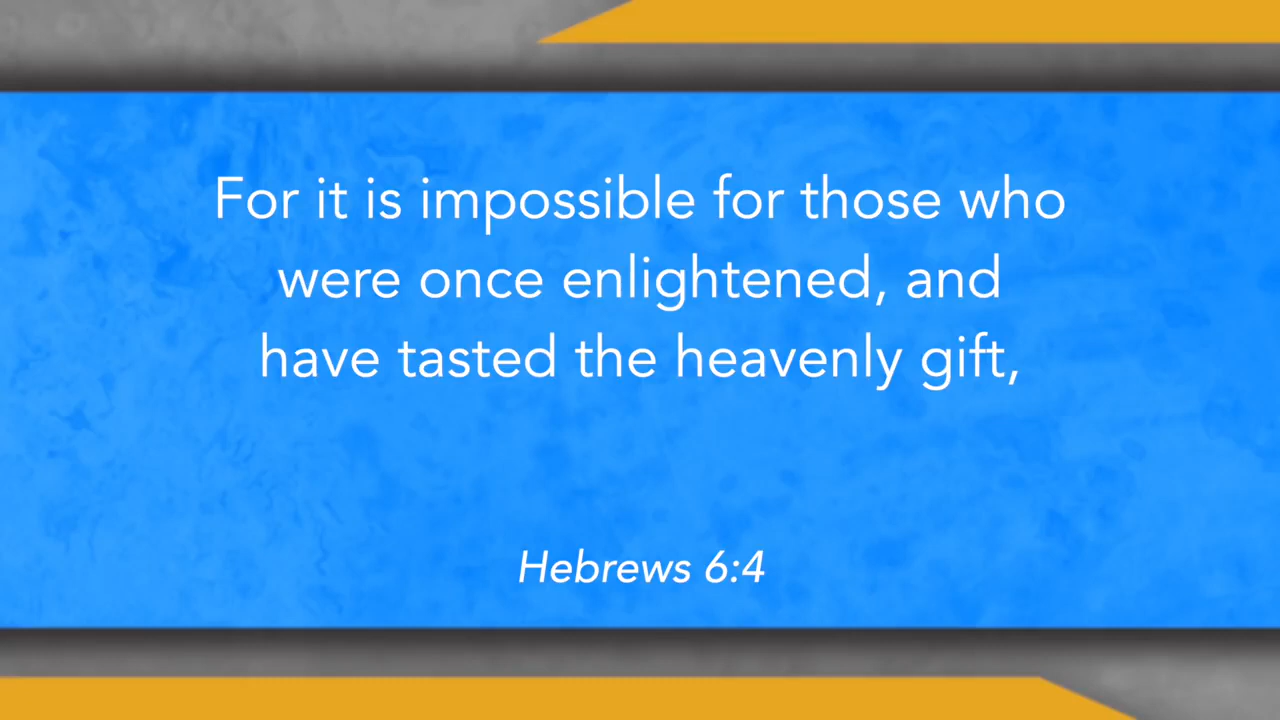 For it is impossible for those who
were once enlightened, and
have tasted the heavenly gift,
Hebrews 6:4